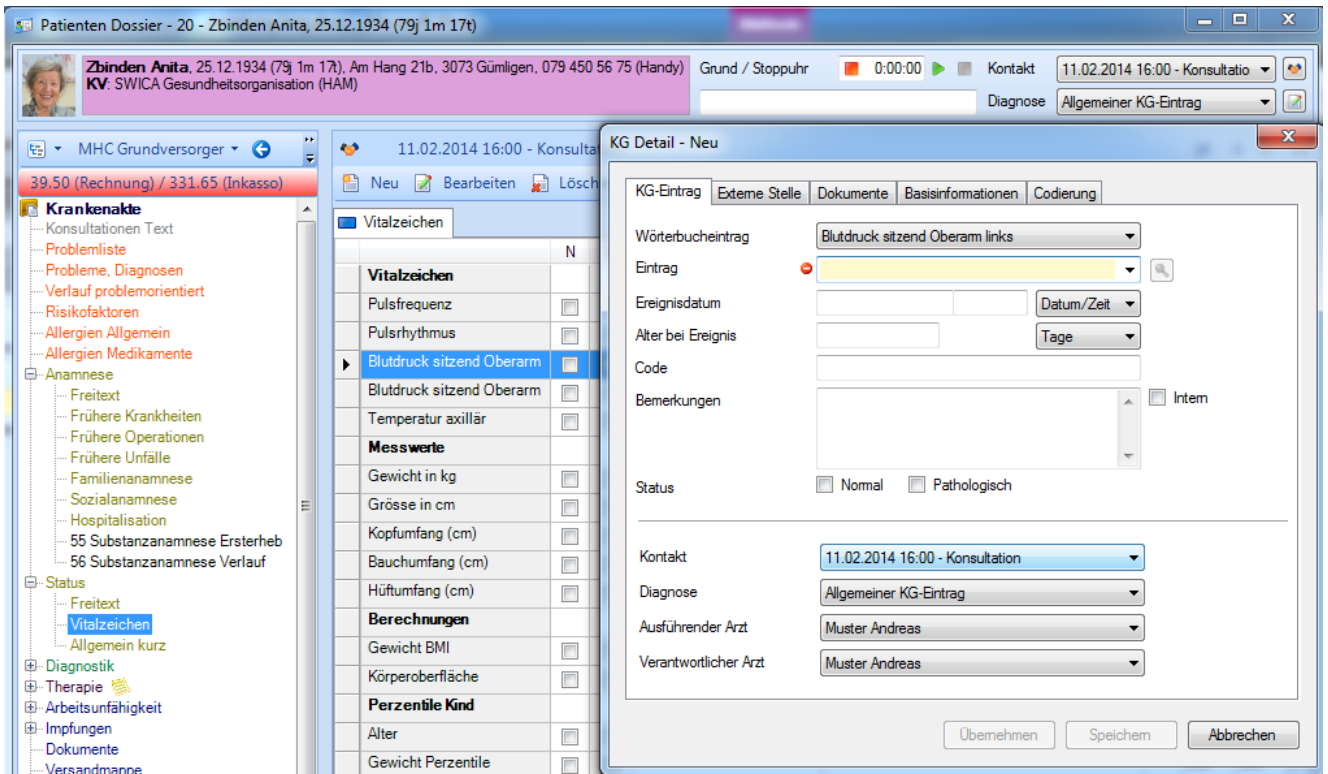 Patienten Dossier - 20 - Zbinden Anita, 25.12.1934 (79j 1m 17t)
Zbinden Anita, 25.12.1934 (79j 1m 17t), Am Hang 21b, 3073 Gümligen, 079 450 56 75 (Handy)
KV: SWICA Gesundheitsorganisation (HAM)
Grund / Stoppuhr
0:00:00
Kontakt
11.02.2014 16:00 - Konsultatio
Diagnose
Allgemeiner KG-Eintrag
MHC Grundversorger
39.50 (Rechnung) / 331.65 (Inkasso)
Krankenakte
Konsultationen Text
Problemliste
Probleme, Diagnosen
Verlauf problemorientiert
Risikofaktoren
Allergien Allgemein
Allergien Medikamente
Anamnese
Freitext
Frühere Krankheiten
Frühere Operationen
Frühere Unfälle
Familienanamnese
Sozialanamnese
Hospitalisation
55 Substanzanamnese Ersterheb
56 Substanzanamnese Verlauf
Status
Freitext
Vitalzeichen
Allgemein kurz
Diagnostik
Therapie
Arbeitsunfähigkeit
Impfungen
Dokumente
Versandmappe
11.02.2014 16:00 - Konsulta
Neu
Bearbeiten
Lösch
Vitalzeichen
N
Vitalzeichen
Pulsfrequenz
Pulsrhythmus
Blutdruck sitzend Oberarm
Blutdruck sitzend Oberarm
Temperatur axillär
Messwerte
Gewicht in kg
Grösse in cm
Kopfumfang (cm)
Bauchumfang (cm)
Hüftumfang (cm)
Berechnungen
Gewicht BMI
Körperoberfläche
Perzentile Kind
Alter
Gewicht Perzentile
KG Detail - Neu
KG-Eintrag
Externe Stelle
Dokumente
Basisinformationen
Codierung
Wörterbucheintrag
Blutdruck sitzend Oberarm links
Eintrag
Ereignisdatum
Datum/Zeit
Alter bei Ereignis
Tage
Code
Bemerkungen
Intern
Status
Normal
Pathologisch
Kontakt
11.02.2014 16:00 - Konsultation
Diagnose
Allgemeiner KG-Eintrag
Ausführender Arzt
Muster Andreas
Verantwortlicher Arzt
Muster Andreas
Übernehmen
Speichern
Abbrechen